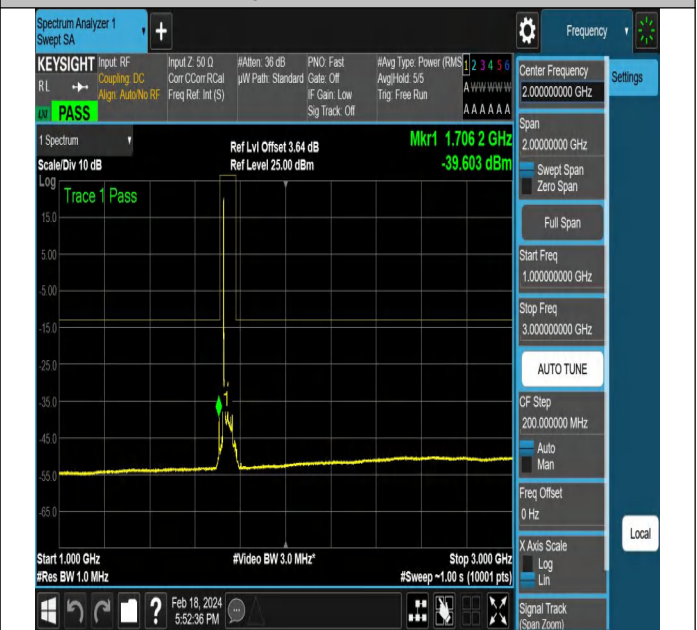 Spectrum Analyzer 1
Swept SA
+
Frequency
KEYSIGHT
Input: RF
Coupling: DC
Align: Auto/No RF
Input Z: 50 Ω
Corr CCorr RCal
Freq Ref: Int (S)
#Atten: 36 dB
µW Path: Standard
PNO: Fast
Gate: Off
IF Gain: Low
Sig Track: Off
#Avg Type: Power (RMS
Avg|Hold: 5/5
Trig: Free Run
1 2 3 4 5 6
A W W W W W
A A A A A A
RL
PASS
Center Frequency
2.000000000 GHz
Settings
Span
2.00000000 GHz
Swept Span
Zero Span
Full Span
Start Freq
1.000000000 GHz
Stop Freq
3.000000000 GHz
AUTO TUNE
CF Step
200.000000 MHz
Auto
Man
Freq Offset
0 Hz
X Axis Scale
Log
Lin
Signal Track
(Span Zoom)
Local
1 Spectrum
Scale/Div 10 dB
Ref Lvl Offset 3.64 dB
Ref Level 25.00 dBm
Mkr1 1.706 2 GHz
-39.603 dBm
Log
Trace 1 Pass
15.0
5.00
-5.00
-15.0
-25.0
-35.0
-45.0
-55.0
-65.0
1
Start 1.000 GHz
#Res BW 1.0 MHz
#Video BW 3.0 MHz*
Stop 3.000 GHz
#Sweep ~1.00 s (10001 pts)
?
Feb 18, 2024
5:52:36 PM